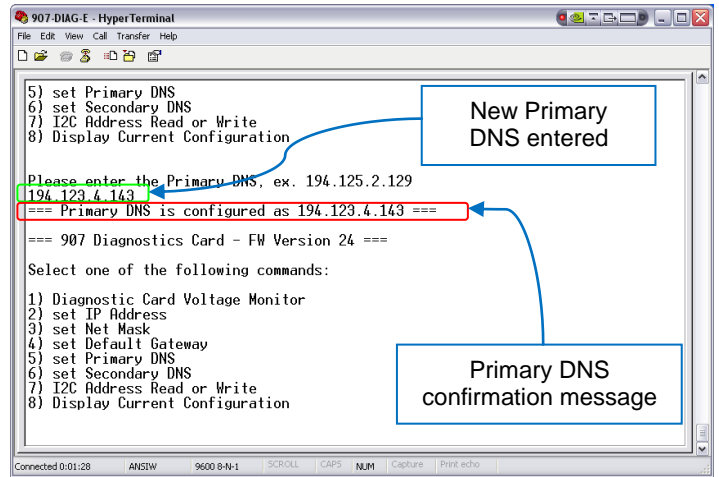 907-DIAG-E - HyperTerminal
File Edit View Call Transfer Help
5) set Primary DNS
6) set Secondary DNS
7) I2C Address Read or Write
8) Display Current Configuration
New Primary
DNS entered
Please enter the Primary DNS, ex. 194.125.2.129
194.123.4.143
=== Primary DNS is configured as 194.123.4.143 ===
=== 907 Diagnostics Card - FW Version 24 ===
Select one of the following commands:
1) Diagnostic Card Voltage Monitor
2) set IP Address
3) set Net Mask
4) set Default Gateway
5) set Primary DNS
6) set Secondary DNS
7) I2C Address Read or Write
8) Display Current Configuration
Primary DNS
confirmation message
Connected 0:01:28 ANSIW 9600 8-N-1 SCROLL CAPS NUM Capture Print echo